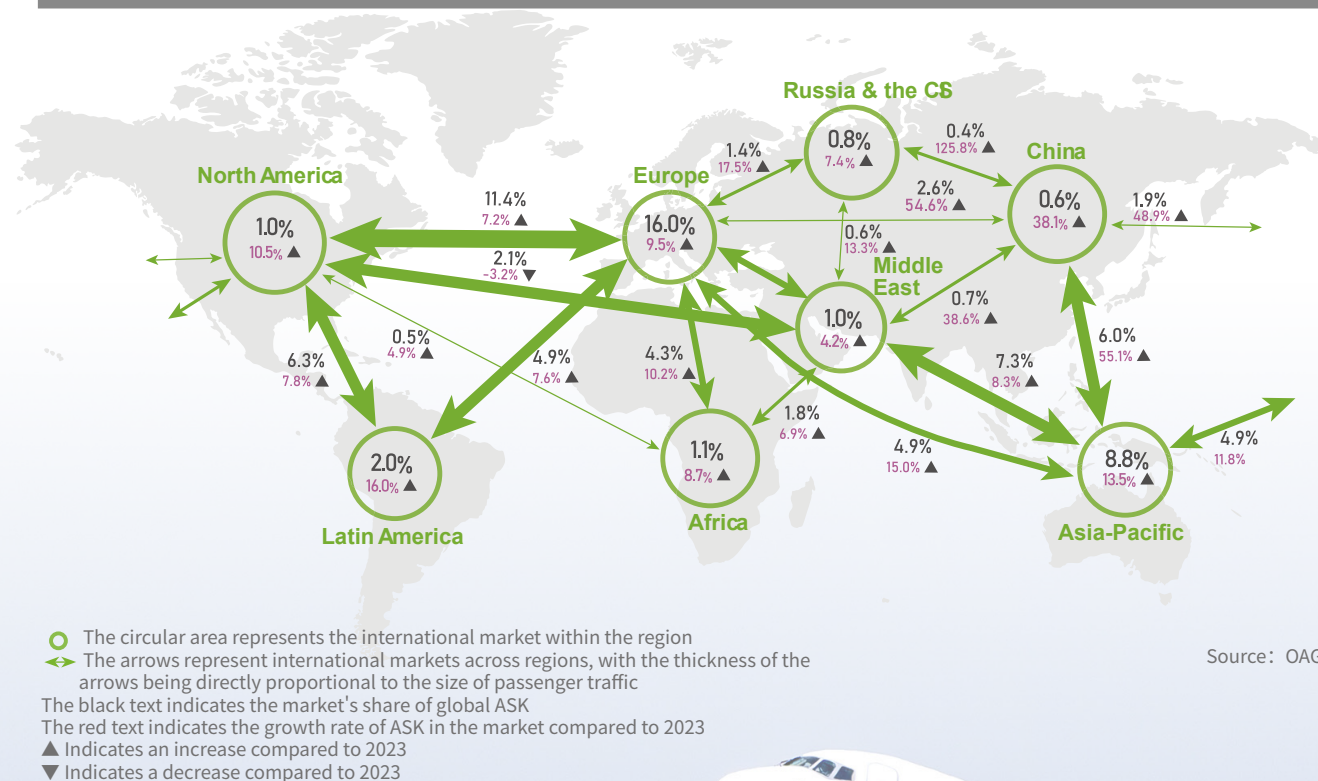 Russia & the CIS
0.8%
7.4% ▲
0.4%
125.8% ▲
1.4%
17.5% ▲
China
0.6%
38.1% ▲
North America
1.0%
10.5% ▲
11.4%
7.2% ▲
Europe
16.0%
9.5% ▲
2.6%
54.6% ▲
1.9%
48.9% ▲
2.1%
-3.2% ▼
0.6%
13.3% ▲
Middle
East
1.0%
4.2% ▲
0.7%
38.6% ▲
6.3%
7.8% ▲
0.5%
4.9% ▲
4.9%
7.6% ▲
4.3%
10.2% ▲
7.3%
8.3% ▲
6.0%
55.1% ▲
1.8%
6.9% ▲
4.9%
15.0% ▲
4.9%
11.8%
2.0%
16.0% ▲
Latin America
1.1%
8.7% ▲
Africa
8.8%
13.5% ▲
Asia-Pacific
The circular area represents the international market within the region
The arrows represent international markets across regions, with the thickness of the
arrows being directly proportional to the size of passenger traffic
The black text indicates the market's share of global ASK
The red text indicates the growth rate of ASK in the market compared to 2023
▲ Indicates an increase compared to 2023
▼ Indicates a decrease compared to 2023
Source: OAG